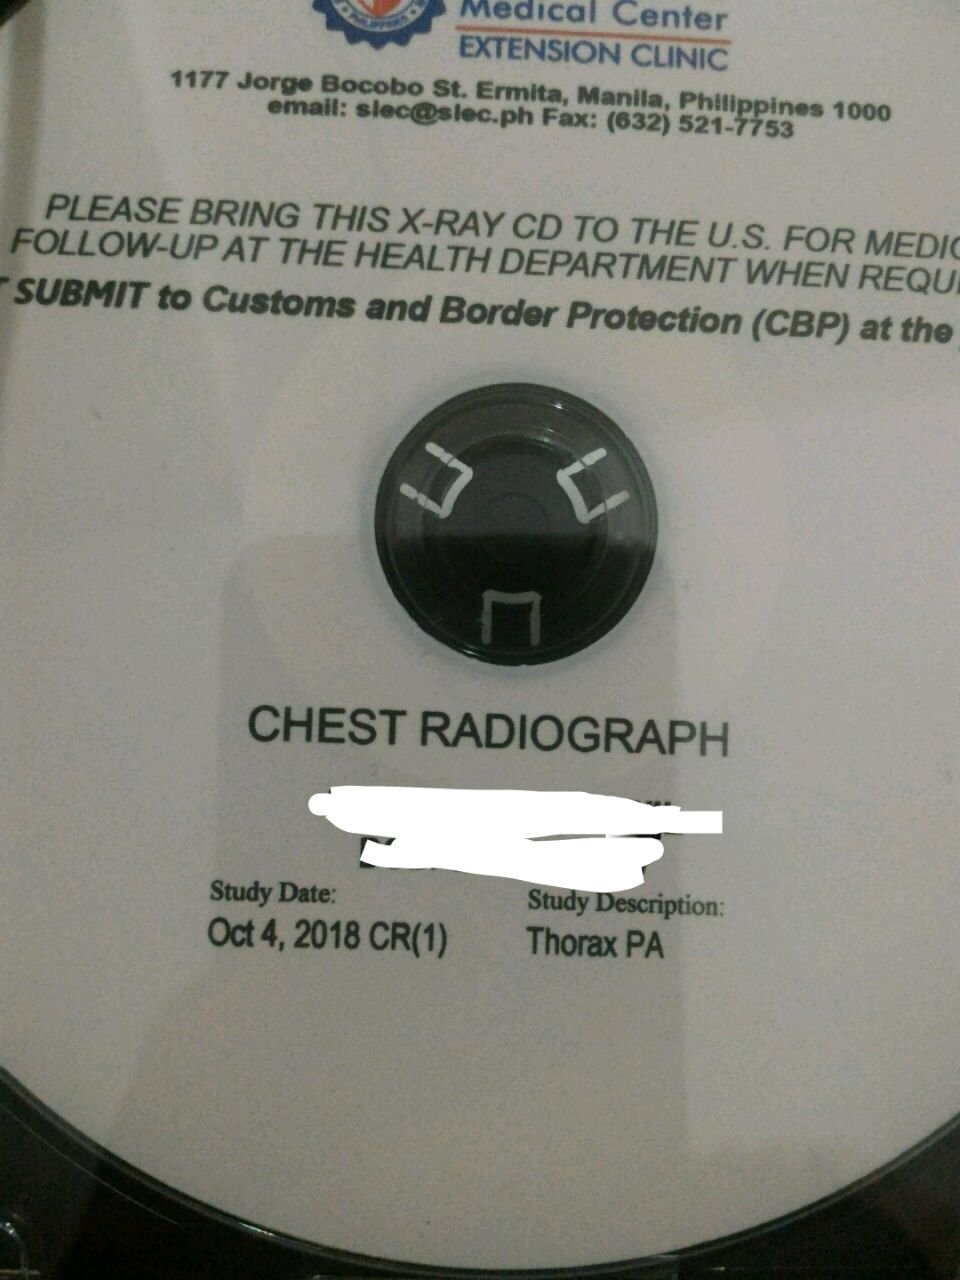 Medical Center
EXTENSION CLINIC
1177 Jorge Bocobo St. Ermita, Manila, Philippines 1000
email: slec@slec.ph Fax: (632) 521-7753
PLEASE BRING THIS X-RAY CD TO THE U.S. FOR
FOLLOW-UP AT THE HEALTH DEPARTMENT WHEN
SUBMIT to Customs and Border Protection (CBP) at the
CHEST RADIOGRAPH
Study Date:
Study Description:
Oct 4, 2018 CR(1)
Thorax PA